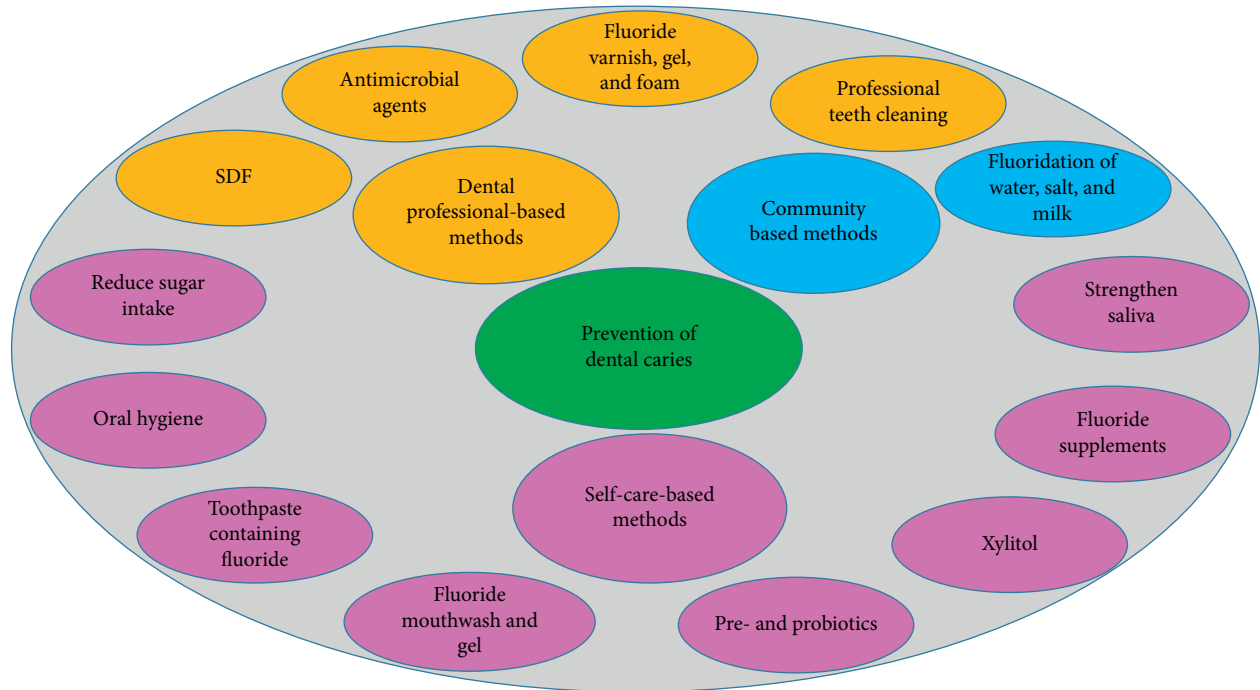 Fluoride
varnish, gel,
and foam
Antimicrobial
agents
Professional
teeth cleaning
SDF
Dental
professional-based
methods
Community
based methods
Fluoridation of
water, salt, and
milk
Reduce sugar
intake
Strengthen
saliva
Prevention of
dental caries
Oral hygiene
Fluoride
supplements
Self-care-based
methods
Toothpaste
containing
fluoride
Xylitol
Fluoride
mouthwash and
gel
Pre- and probiotics